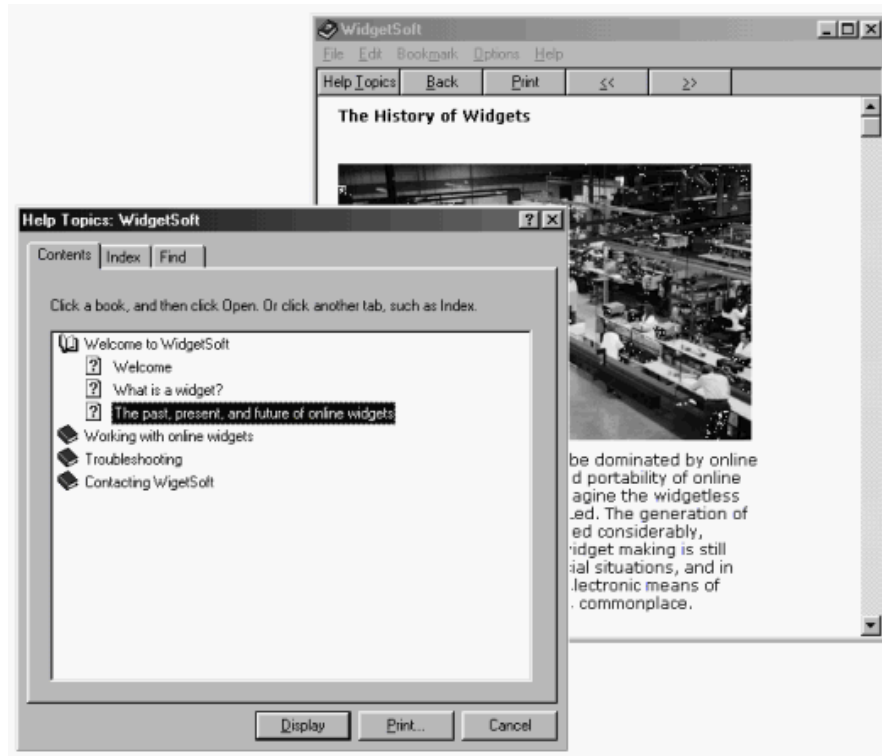 WidgetSoft
File Edit Bookmark Options Help
Help Topics Back Print << >>
The History of Widgets
Help Topics: WidgetSoft
Contents Index Find
Click a book, and then click Open. Or click another tab, such as Index.
Welcome to WidgetSoft
Welcome
What is a widget?
The past, present, and future of online widgets
Working with online widgets
Troubleshooting
Contacting WigetSoft
Display Print... Cancel
be dominated by online
d portability of online
agine the widgetless
led. The generation of
ed considerably,
idget making is still
ial situations, and in
lectronic means of
commonplace.